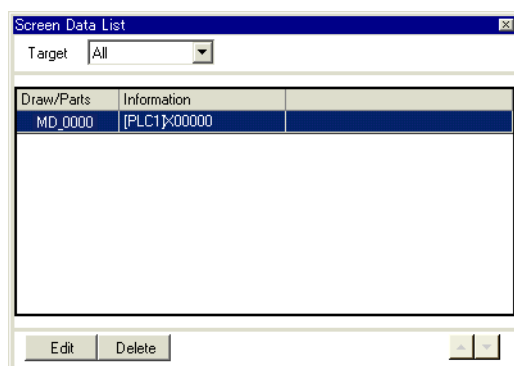 Screen Data List
Target All
Draw/Parts Information
MD_0000 [PLC1]X00000
Edit Delete